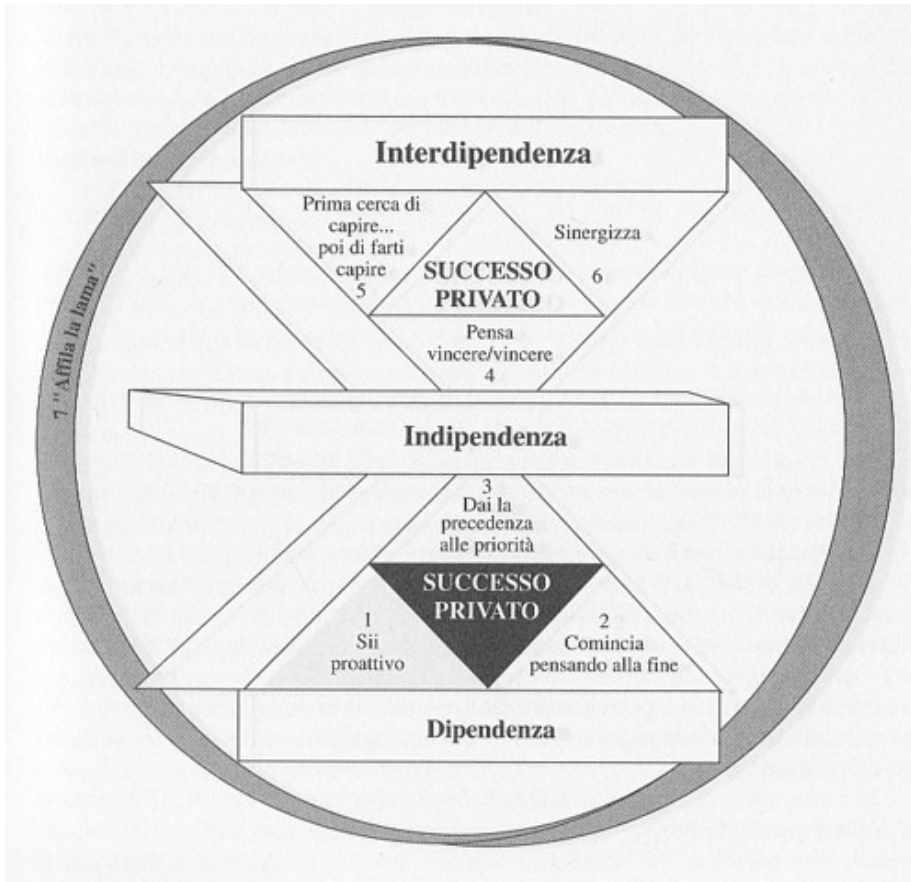 Interdipendenza
Prima cerca di
capire...
poi di farti
capire
5
Sinergizza
6
SUCCESSO
PRIVATO
Pensa
vincere/vincere
4
7 "Affila la lama"
Indipendenza
3
Dai la
precedenza
alle priorità
SUCCESSO
PRIVATO
1
Sii
proattivo
2
Comincia
pensando alla fine
Dipendenza